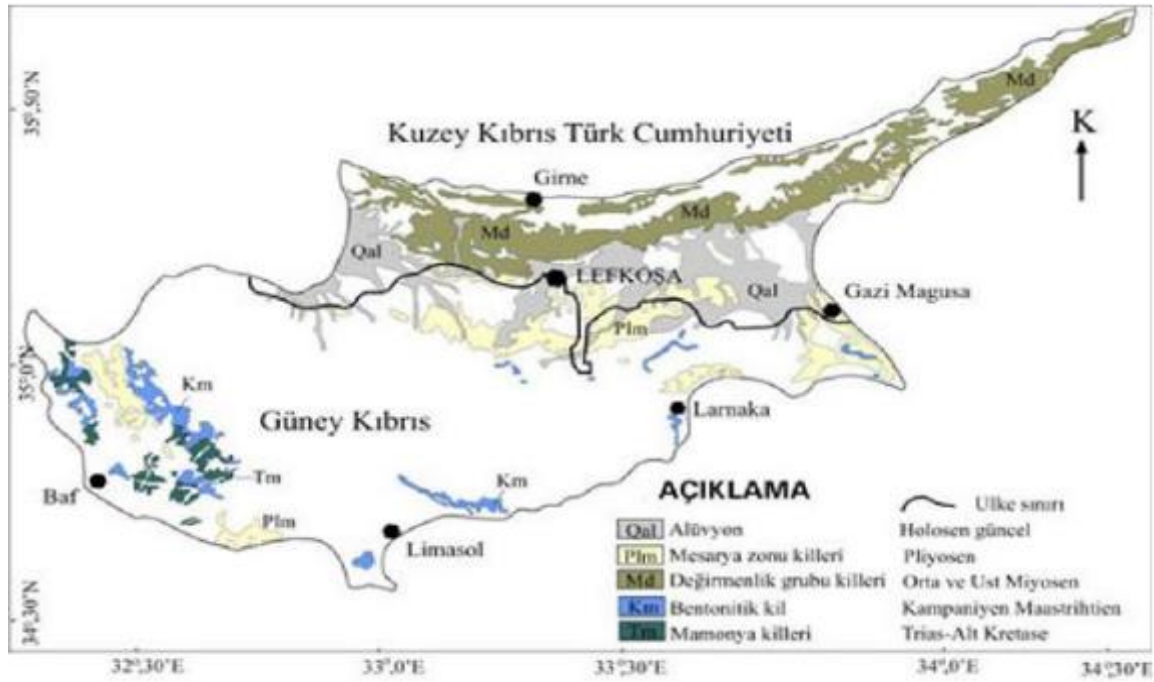 Kuzey Kıbrıs Türk Cumhuriyeti
K
Md
Girne
Md
Md
Qal
LEFKOŞA
Qal
Gazi Magusa
Plm
Km
Güney Kıbrıs
Larnaka
Tm
Km
Baf
Plm
Limasol
AÇIKLAMA
Ulke sınırı
Qal Alüvyon Holosen güncel
Plm Mesarya zonu killeri Pliyosen
Md Değirmenlik grubu killeri Orta ve Ust Miyosen
Km Bentonitik kil Kampaniyen Maastrihtien
Tm Mamonya killeri Trias-Alt Kretase
35°,50"N
35°,0"N
34°,30"N
32°,30"E
33°,0"E
33°,30"E
34°,0"E
34°,30"E